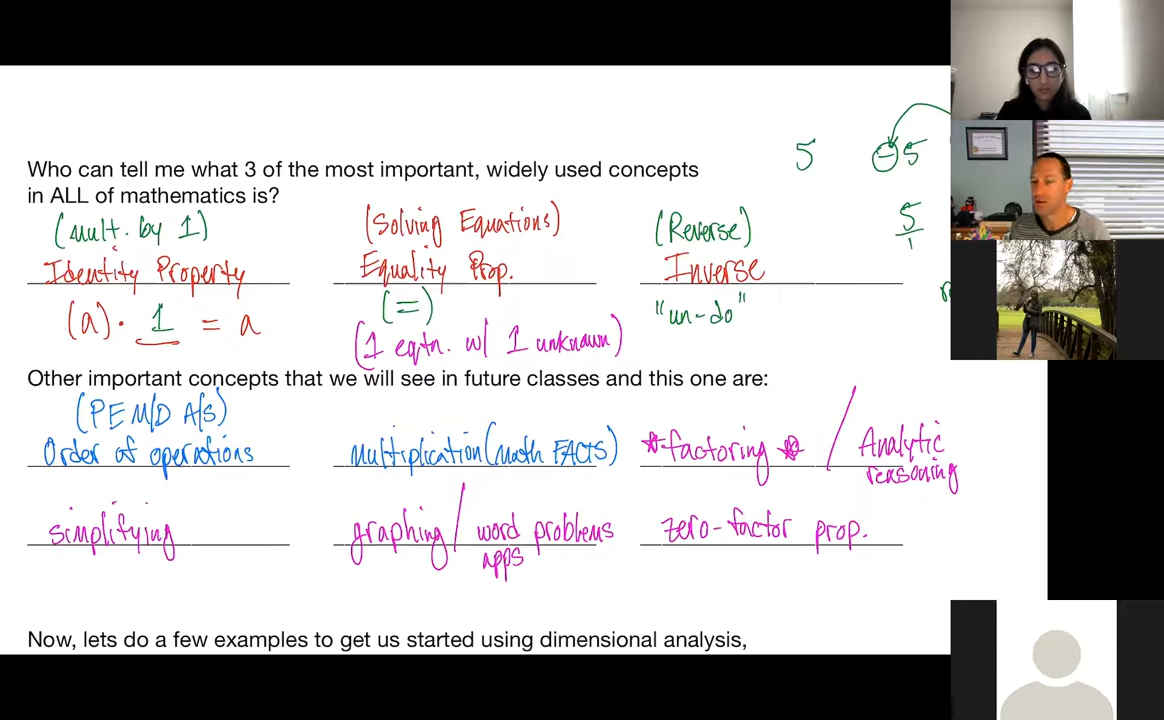 Who can tell me what 3 of the most important, widely used concepts
in ALL of mathematics is?
5 -5
5
1
(mult. by 1) (Solving Equations) (Reverse)
Identity Property Equality Prop. Inverse
(a) · 1 = a (=) "un-do"
(1 eqtn. w/ 1 unknown)
Other important concepts that we will see in future classes and this one are:
(PE M/D A/S)
Order of operations multiplication (math FACTS) *factoring* / Analytic
reasoning
simplifying graphing / word problems zero-factor prop.
apps
Now, lets do a few examples to get us started using dimensional analysis,